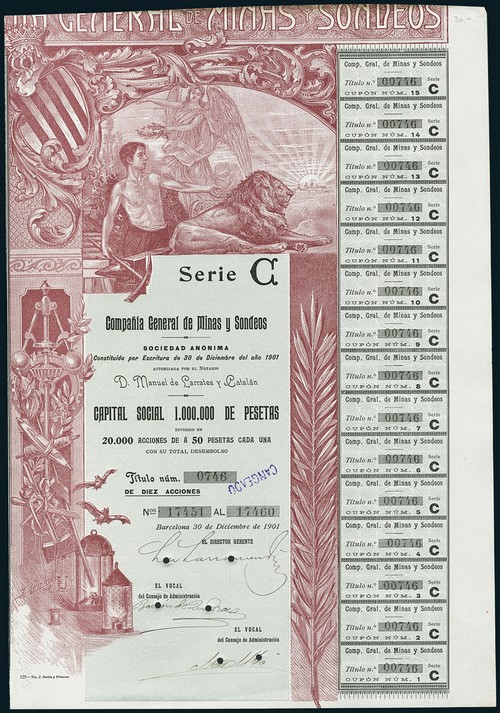 IA GENERAL DE MINAS Y SONDEOS
Serie C
Compañía General de Minas y Sondeos
SOCIEDAD ANÓNIMA
Constituida por Escritura de 30 de Diciembre del año 1901
AUTORIZADA POR EL NOTARIO
D. Manuel de Larratea y Catalán
CAPITAL SOCIAL 1.000.000 DE PESETAS
DIVIDIDO EN
20.000 ACCIONES DE Á 50 PESETAS CADA UNA
CON SU TOTAL DESEMBOLSO
Título núm. 0746
DE DIEZ ACCIONES
CANGEADO
Nos 17451 AL 17460
Barcelona 30 de Diciembre de 1901
EL DIRECTOR GERENTE
EL VOCAL
del Consejo de Administración
EL VOCAL
del Consejo de Administración
Comp. Gral. de Minas y Sondeos
Título n.º 00746 Serie C
CUPÓN NÚM. 15
Comp. Gral. de Minas y Sondeos
Título n.º 00746 Serie C
CUPÓN NÚM. 14
Comp. Gral. de Minas y Sondeos
Título n.º 00746 Serie C
CUPÓN NÚM. 13
Comp. Gral. de Minas y Sondeos
Título n.º 00746 Serie C
CUPÓN NÚM. 12
Comp. Gral. de Minas y Sondeos
Título n.º 00746 Serie C
CUPÓN NÚM. 11
Comp. Gral. de Minas y Sondeos
Título n.º 00746 Serie C
CUPÓN NÚM. 10
Comp. Gral. de Minas y Sondeos
Título n.º 00746 Serie C
CUPÓN NÚM. 9
Comp. Gral. de Minas y Sondeos
Título n.º 00746 Serie C
CUPÓN NÚM. 8
Comp. Gral. de Minas y Sondeos
Título n.º 00746 Serie C
CUPÓN NÚM. 7
Comp. Gral. de Minas y Sondeos
Título n.º 00746 Serie C
CUPÓN NÚM. 6
Comp. Gral. de Minas y Sondeos
Título n.º 00746 Serie C
CUPÓN NÚM. 5
Comp. Gral. de Minas y Sondeos
Título n.º 00746 Serie C
CUPÓN NÚM. 4
Comp. Gral. de Minas y Sondeos
Título n.º 00746 Serie C
CUPÓN NÚM. 3
Comp. Gral. de Minas y Sondeos
Título n.º 00746 Serie C
CUPÓN NÚM. 2
Comp. Gral. de Minas y Sondeos
Título n.º 00746 Serie C
CUPÓN NÚM. 1